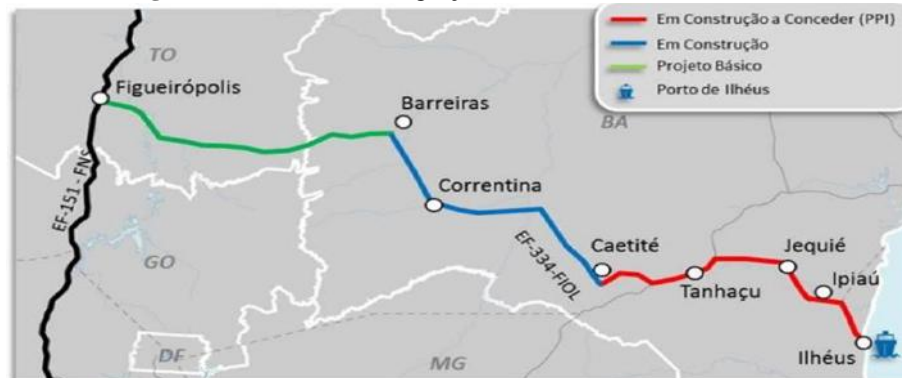 Em Construção a Conceder (PPI)
Em Construção
Projeto Básico
Porto de Ilhéus
TO
Figueirópolis
Barreiras
BA
EF-151 - FNS
Correntina
EF-334-FIOL
Caetité
Jequié
Ipiaú
GO
Tanhaçu
DF
MG
Ilhéus